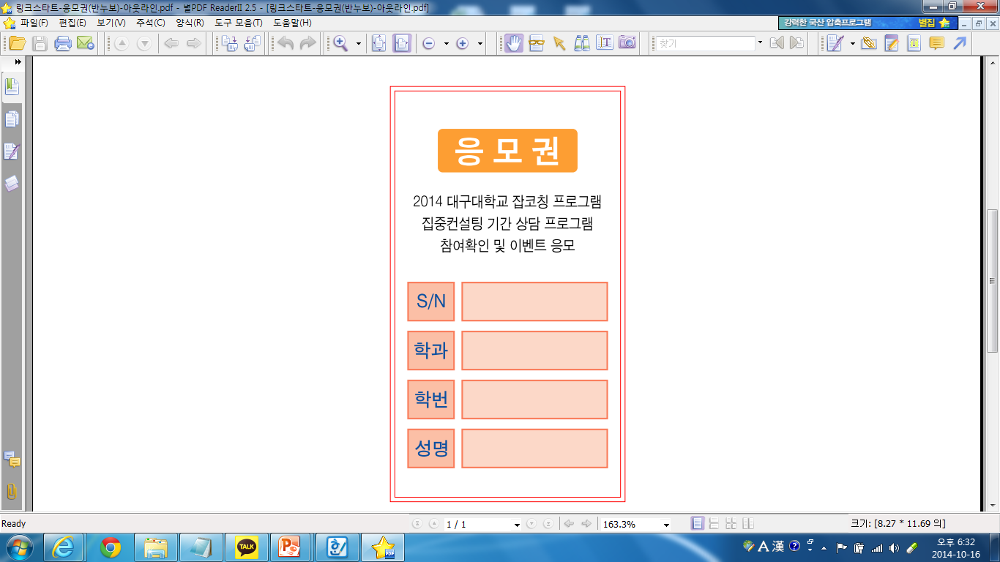 링크스타트-응모권(반누보)-아웃라인.pdf - 별PDF ReaderII 2.5 - [링크스타트-응모권(반누보)-아웃라인.pdf]
파일(F) 편집(E) 보기(V) 주석(C) 양식(R) 도구 모음(T) 도움말(H)
강력한 국산 압축프로그램 별집
찾기
응모권
2014 대구대학교 잡코칭 프로그램
집중컨설팅 기간 상담 프로그램
참여확인 및 이벤트 응모
S/N
학과
학번
성명
Ready
1 / 1
163.3%
크기: [8.27 * 11.69 의]
TALK
PDF
A 漢
오후 6:32
2014-10-16